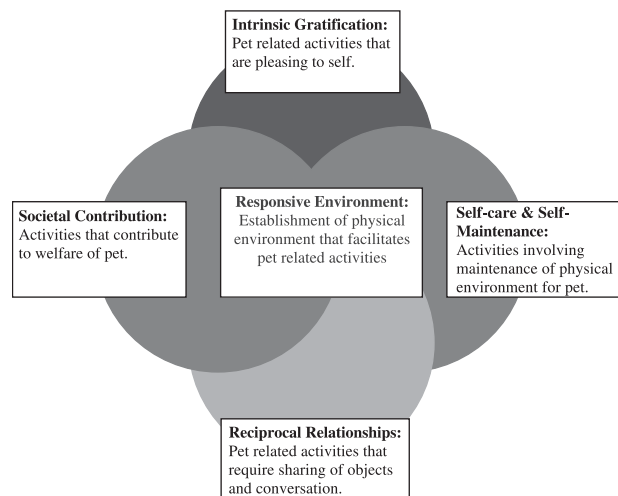 Intrinsic Gratification:
Pet related activities that
are pleasing to self.
Societal Contribution:
Activities that contribute
to welfare of pet.
Responsive Environment:
Establishment of physical
environment that facilitates
pet related activities
Self-care & Self-
Maintenance:
Activities involving
maintenance of physical
environment for pet.
Reciprocal Relationships:
Pet related activities that
require sharing of objects
and conversation.